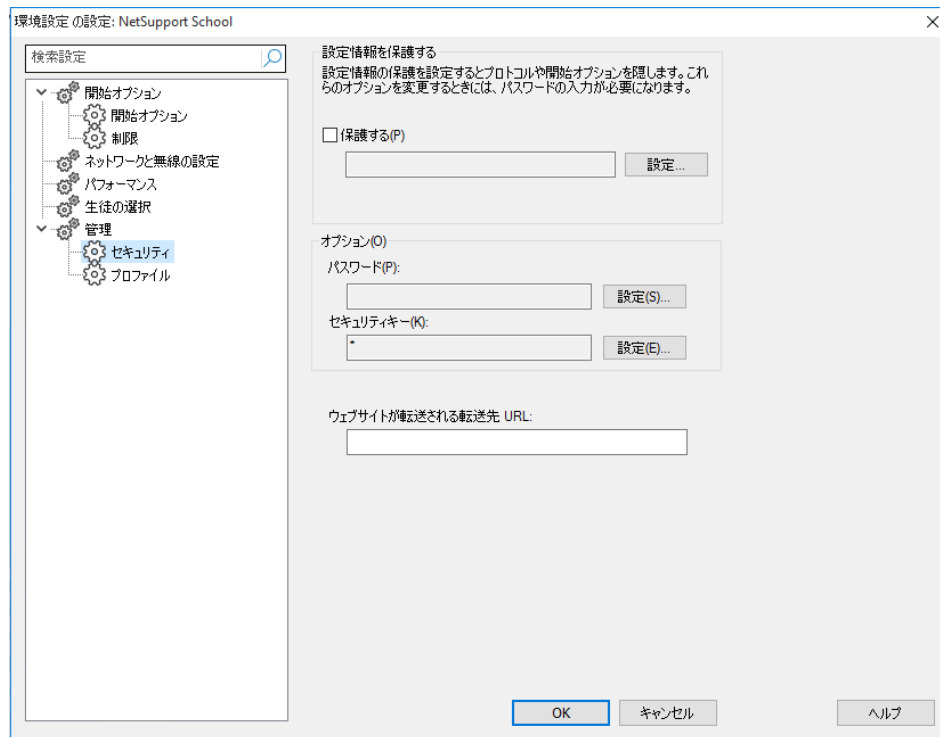 環境設定 の設定: NetSupport School
検索設定
開始オプション
開始オプション
制限
ネットワークと無線の設定
パフォーマンス
生徒の選択
管理
セキュリティ
プロファイル
設定情報を保護する
設定情報の保護を設定するとプロトコルや開始オプションを隠します。これ
らのオプションを変更するときには、パスワードの入力が必要になります。
保護する(P)
設定...
オプション(O)
パスワード(P):
設定(S)...
セキュリティキー(K):
*
設定(E)...
ウェブサイトが転送される転送先 URL:
OK
キャンセル
ヘルプ